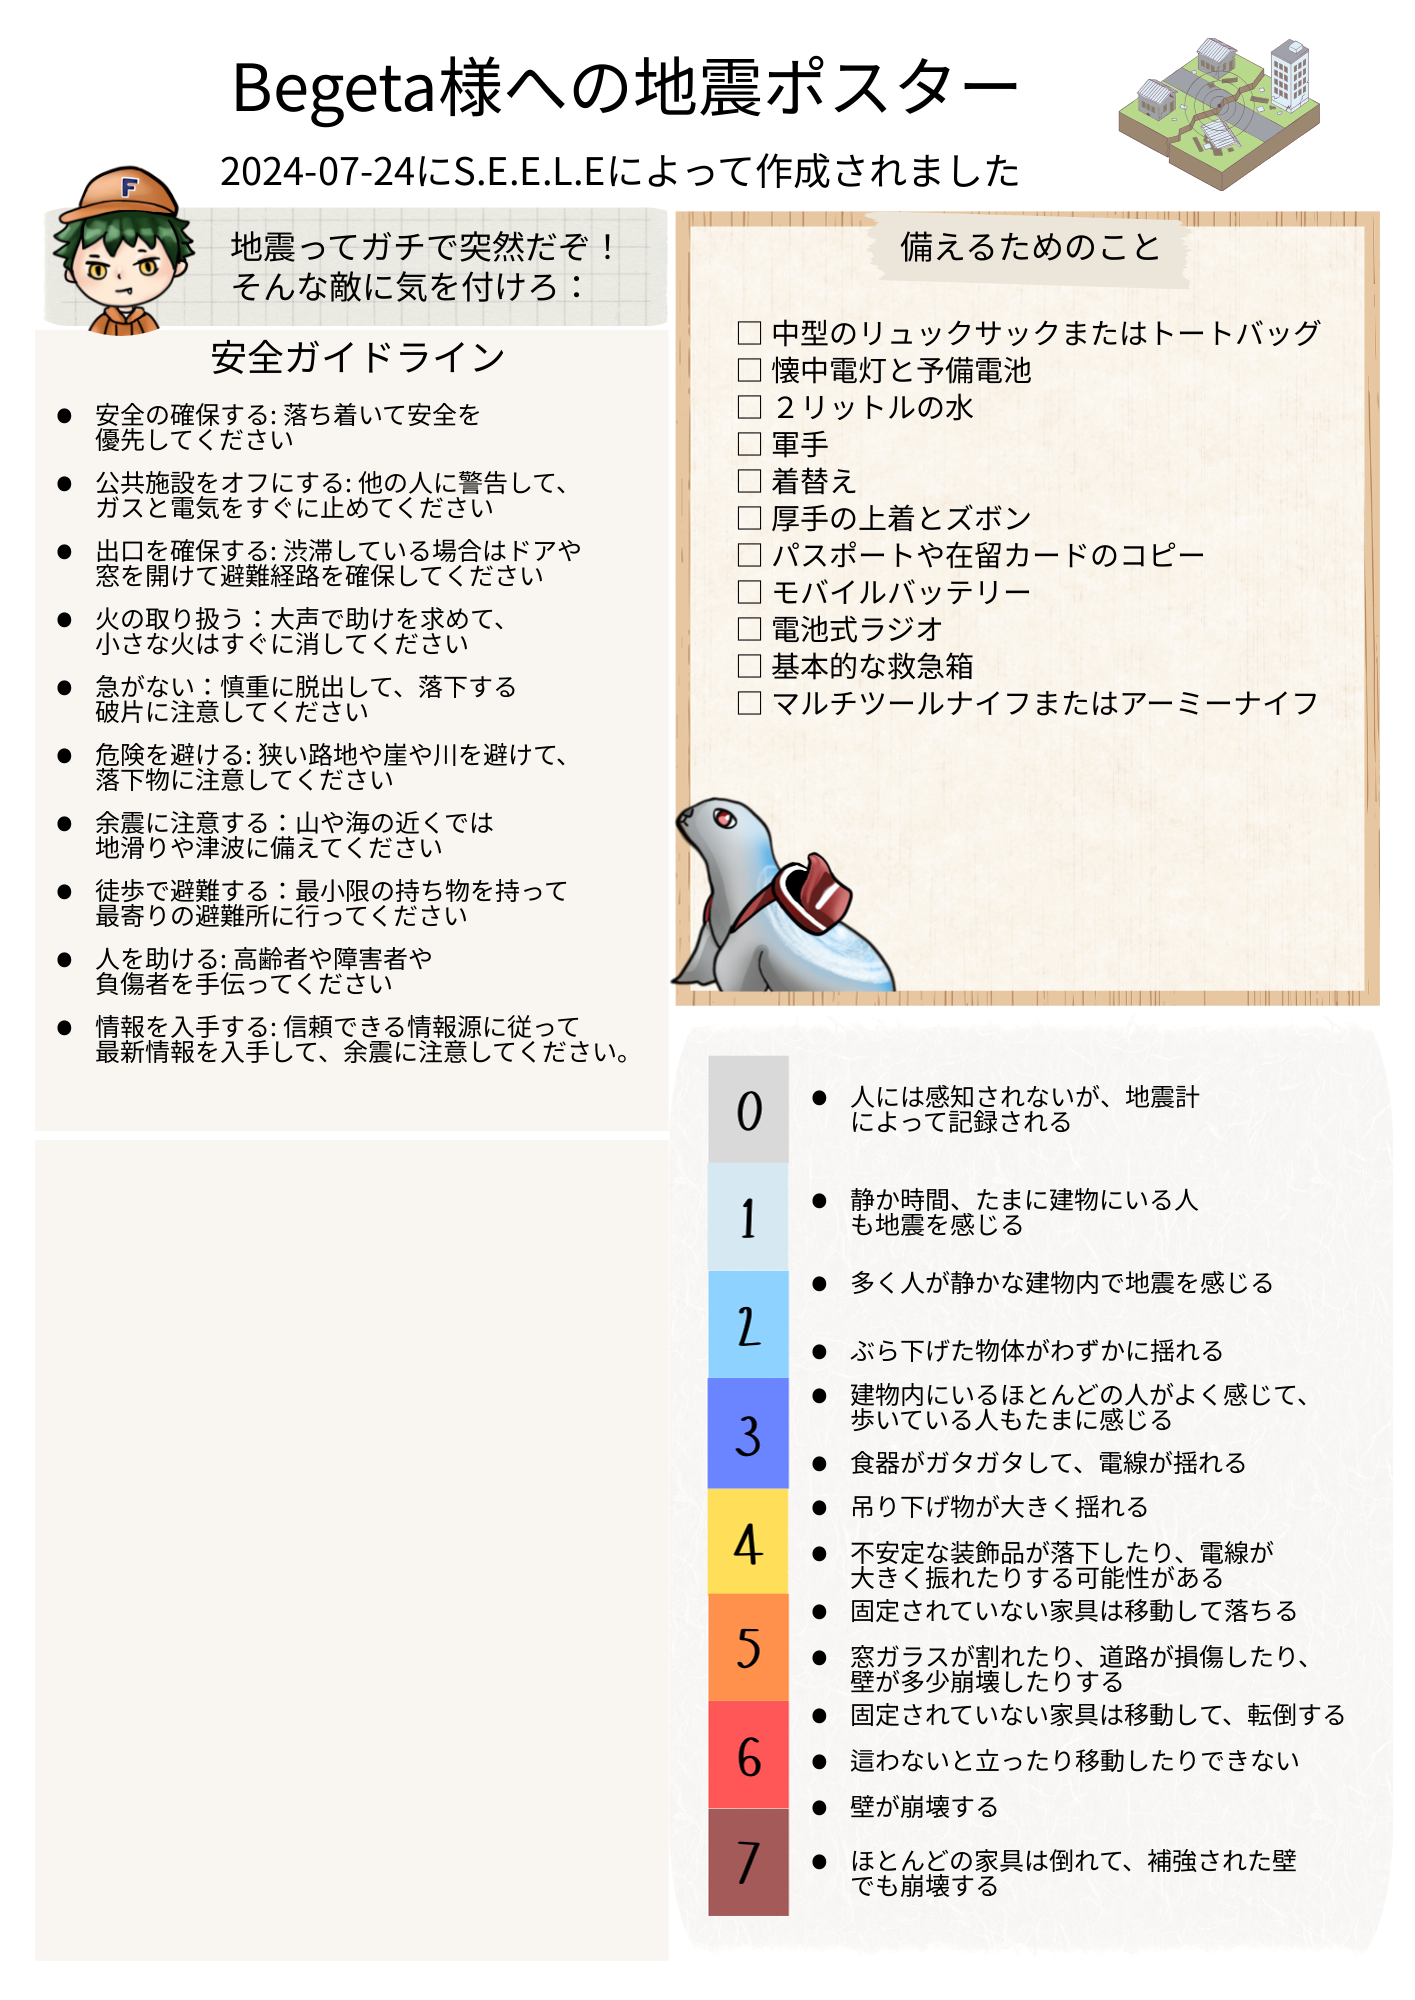 Begeta様への地震ポスター
2024-07-24にS.E.E.L.Eによって作成されました
F
地震ってガチで突然だぞ！
そんな敵に気を付けろ：
安全ガイドライン
● 安全の確保する: 落ち着いて安全を
優先してください
● 公共施設をオフにする: 他の人に警告して、
ガスと電気をすぐに止めてください
● 出口を確保する: 渋滞している場合はドアや
窓を開けて避難経路を確保してください
● 火の取り扱う：大声で助けを求めて、
小さな火はすぐに消してください
● 急がない：慎重に脱出して、落下する
破片に注意してください
● 危険を避ける: 狭い路地や崖や川を避けて、
落下物に注意してください
● 余震に注意する：山や海の近くでは
地滑りや津波に備えてください
● 徒歩で避難する：最小限の持ち物を持って
最寄りの避難所に行ってください
● 人を助ける: 高齢者や障害者や
負傷者を手伝ってください
● 情報を入手する: 信頼できる情報源に従って
最新情報を入手して、余震に注意してください。
備えるためのこと
□ 中型のリュックサックまたはトートバッグ
□ 懐中電灯と予備電池
□ ２リットルの水
□ 軍手
□ 着替え
□ 厚手の上着とズボン
□ パスポートや在留カードのコピー
□ モバイルバッテリー
□ 電池式ラジオ
□ 基本的な救急箱
□ マルチツールナイフまたはアーミーナイフ
0
● 人には感知されないが、地震計
によって記録される
1
● 静か時間、たまに建物にいる人
も地震を感じる
2
● 多く人が静かな建物内で地震を感じる
● ぶら下げた物体がわずかに揺れる
3
● 建物内にいるほとんどの人がよく感じて、
歩いている人もたまに感じる
● 食器がガタガタして、電線が揺れる
4
● 吊り下げ物が大きく揺れる
● 不安定な装飾品が落下したり、電線が
大きく振れたりする可能性がある
5
● 固定されていない家具は移動して落ちる
● 窓ガラスが割れたり、道路が損傷したり、
壁が多少崩壊したりする
6
● 固定されていない家具は移動して、転倒する
● 這わないと立ったり移動したりできない
● 壁が崩壊する
7
● ほとんどの家具は倒れて、補強された壁
でも崩壊する